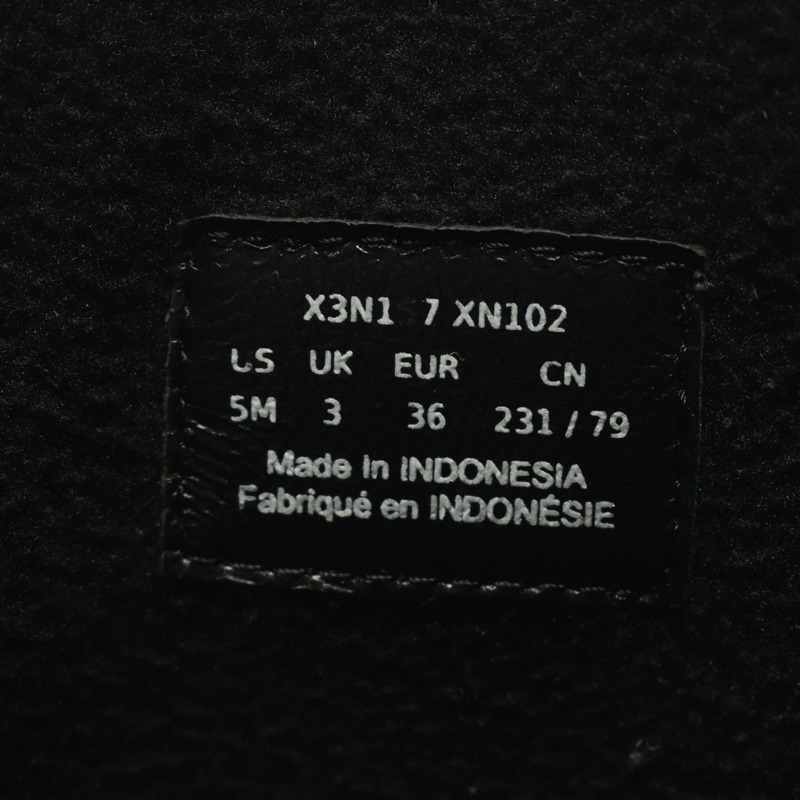 X3N1 7 XN102
US UK EUR CN
5M 3 36 231 / 79
Made In INDONESIA
Fabriqué en INDONÉSIE